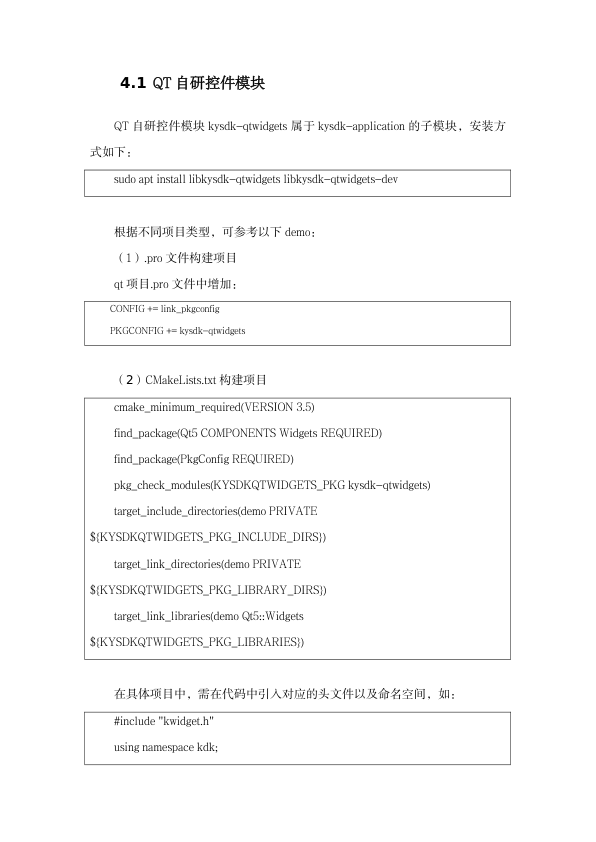 4.1 QT 自研控件模块
QT 自研控件模块 kysdk-qtwidgets 属于 kysdk-application 的子模块，安装方
式如下：
sudo apt install libkysdk-qtwidgets libkysdk-qtwidgets-dev
根据不同项目类型，可参考以下 demo：
（1）.pro 文件构建项目
qt 项目.pro 文件中增加：
CONFIG += link_pkgconfig
PKGCONFIG += kysdk-qtwidgets
（2）CMakeLists.txt 构建项目
cmake_minimum_required(VERSION 3.5)
find_package(Qt5 COMPONENTS Widgets REQUIRED)
find_package(PkgConfig REQUIRED)
pkg_check_modules(KYSDKQTWIDGETS_PKG kysdk-qtwidgets)
target_include_directories(demo PRIVATE
${KYSDKQTWIDGETS_PKG_INCLUDE_DIRS})
target_link_directories(demo PRIVATE
${KYSDKQTWIDGETS_PKG_LIBRARY_DIRS})
target_link_libraries(demo Qt5::Widgets
${KYSDKQTWIDGETS_PKG_LIBRARIES})
在具体项目中，需在代码中引入对应的头文件以及命名空间，如：
#include "kwidget.h"
using namespace kdk;